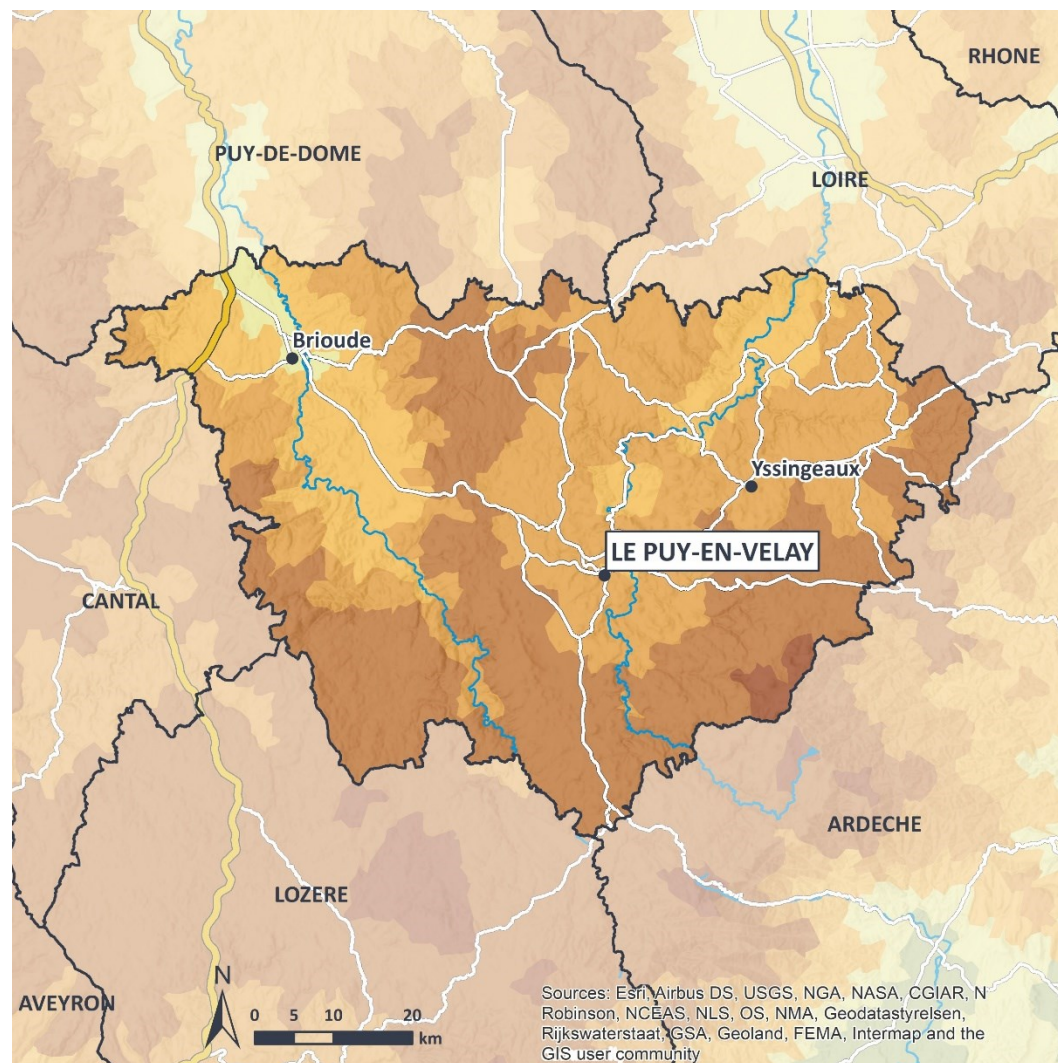 RHONE
PUY-DE-DOME
LOIRE
Brioude
Yssingeaux
LE PUY-EN-VELAY
CANTAL
ARDECHE
LOZERE
AVEYRON
N
0 5 10 20
km
Sources: Esri, Airbus DS, USGS, NGA, NASA, CGIAR, N
Robinson, NCEAS, NLS, OS, NMA, Geodatastyrelsen,
Rijkswaterstaat, GSA, Geoland, FEMA, Intermap and the
GIS user community